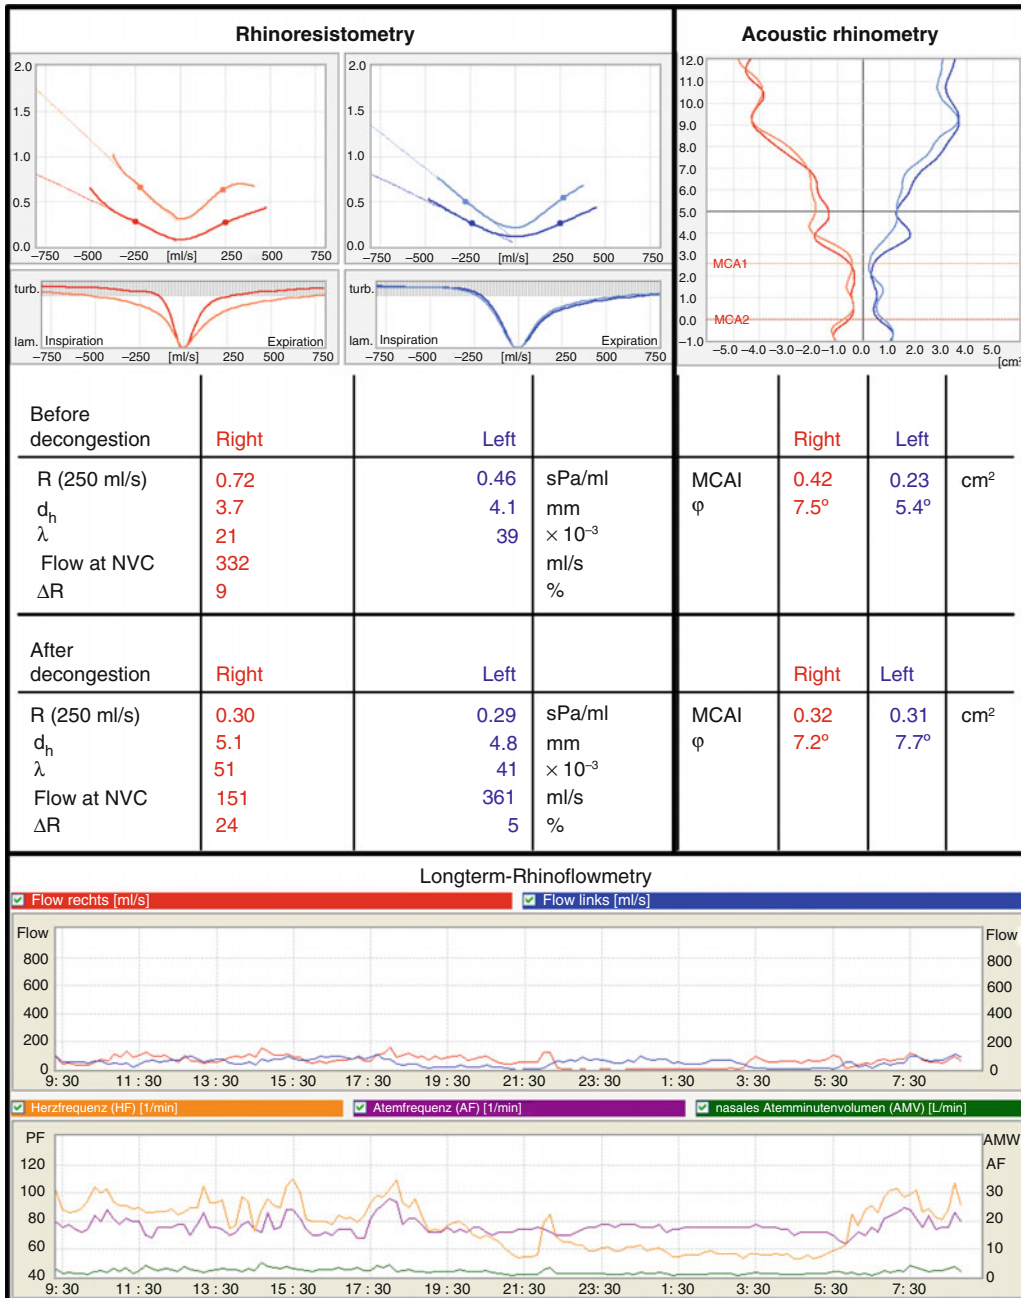 Rhinoresistometry
Acoustic rhinometry
2.0
1.5
1.0
0.5
0.0
−750 −500 −250 [ml/s] 250 500 750
2.0
1.5
1.0
0.5
0.0
−750 −500 −250 [ml/s] 250 500 750
turb.
lam. Inspiration Expiration
−750 −500 −250 [ml/s] 250 500 750
turb.
lam. Inspiration Expiration
−750 −500 −250 [ml/s] 250 500 750
12.0
11.0
10.0
9.0
8.0
7.0
6.0
5.0
4.0
3.0
MCA1
2.0
1.0
0.0
MCA2
−1.0
−5.0 −4.0 −3.0 −2.0 −1.0 0.0 1.0 2.0 3.0 4.0 5.0
[cm²
Before
decongestion Right Left Right Left
R (250 ml/s) 0.72 0.46 sPa/ml MCAI 0.42 0.23 cm²
dh 3.7 4.1 mm φ 7.5° 5.4°
λ 21 39 × 10⁻³
Flow at NVC 332 ml/s
ΔR 9 %
After
decongestion Right Left Right Left
R (250 ml/s) 0.30 0.29 sPa/ml MCAI 0.32 0.31 cm²
dh 5.1 4.8 mm φ 7.2° 7.7°
λ 51 41 × 10⁻³
Flow at NVC 151 361 ml/s
ΔR 24 5 %
Longterm-Rhinoflowmetry
Flow rechts [ml/s] Flow links [ml/s]
Flow Flow
800 800
600 600
400 400
200 200
0 0
9:30 11:30 13:30 15:30 17:30 19:30 21:30 23:30 1:30 3:30 5:30 7:30
Herzfrequenz (HF) [1/min] Atemfrequenz (AF) [1/min] nasales Atemminutenvolumen (AMV) [L/min]
PF AMW
120 AF
100 30
80 20
60 10
40 0
9:30 11:30 13:30 15:30 17:30 19:30 21:30 23:30 1:30 3:30 5:30 7:30